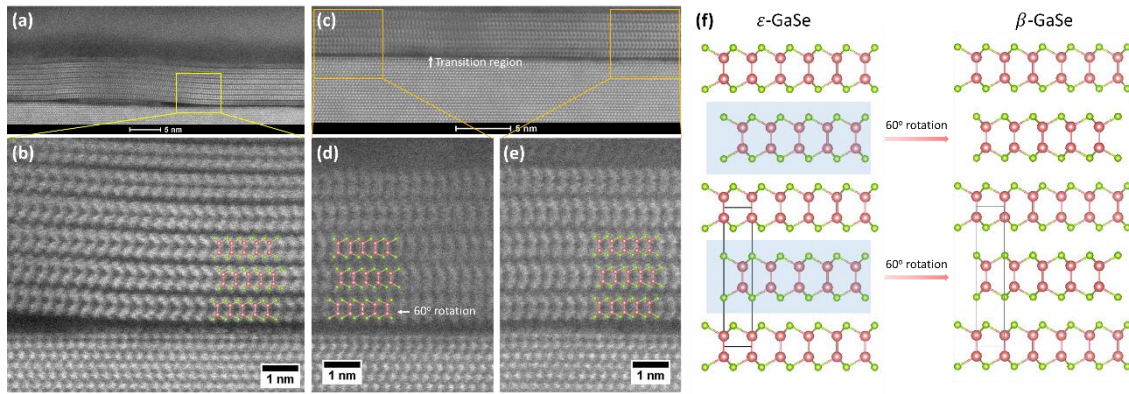 (a)
5 nm
(b)
1 nm
(c)
Transition region
5 nm
(d)
60° rotation
1 nm
(e)
1 nm
(f)
ε-GaSe
β-GaSe
60° rotation
60° rotation